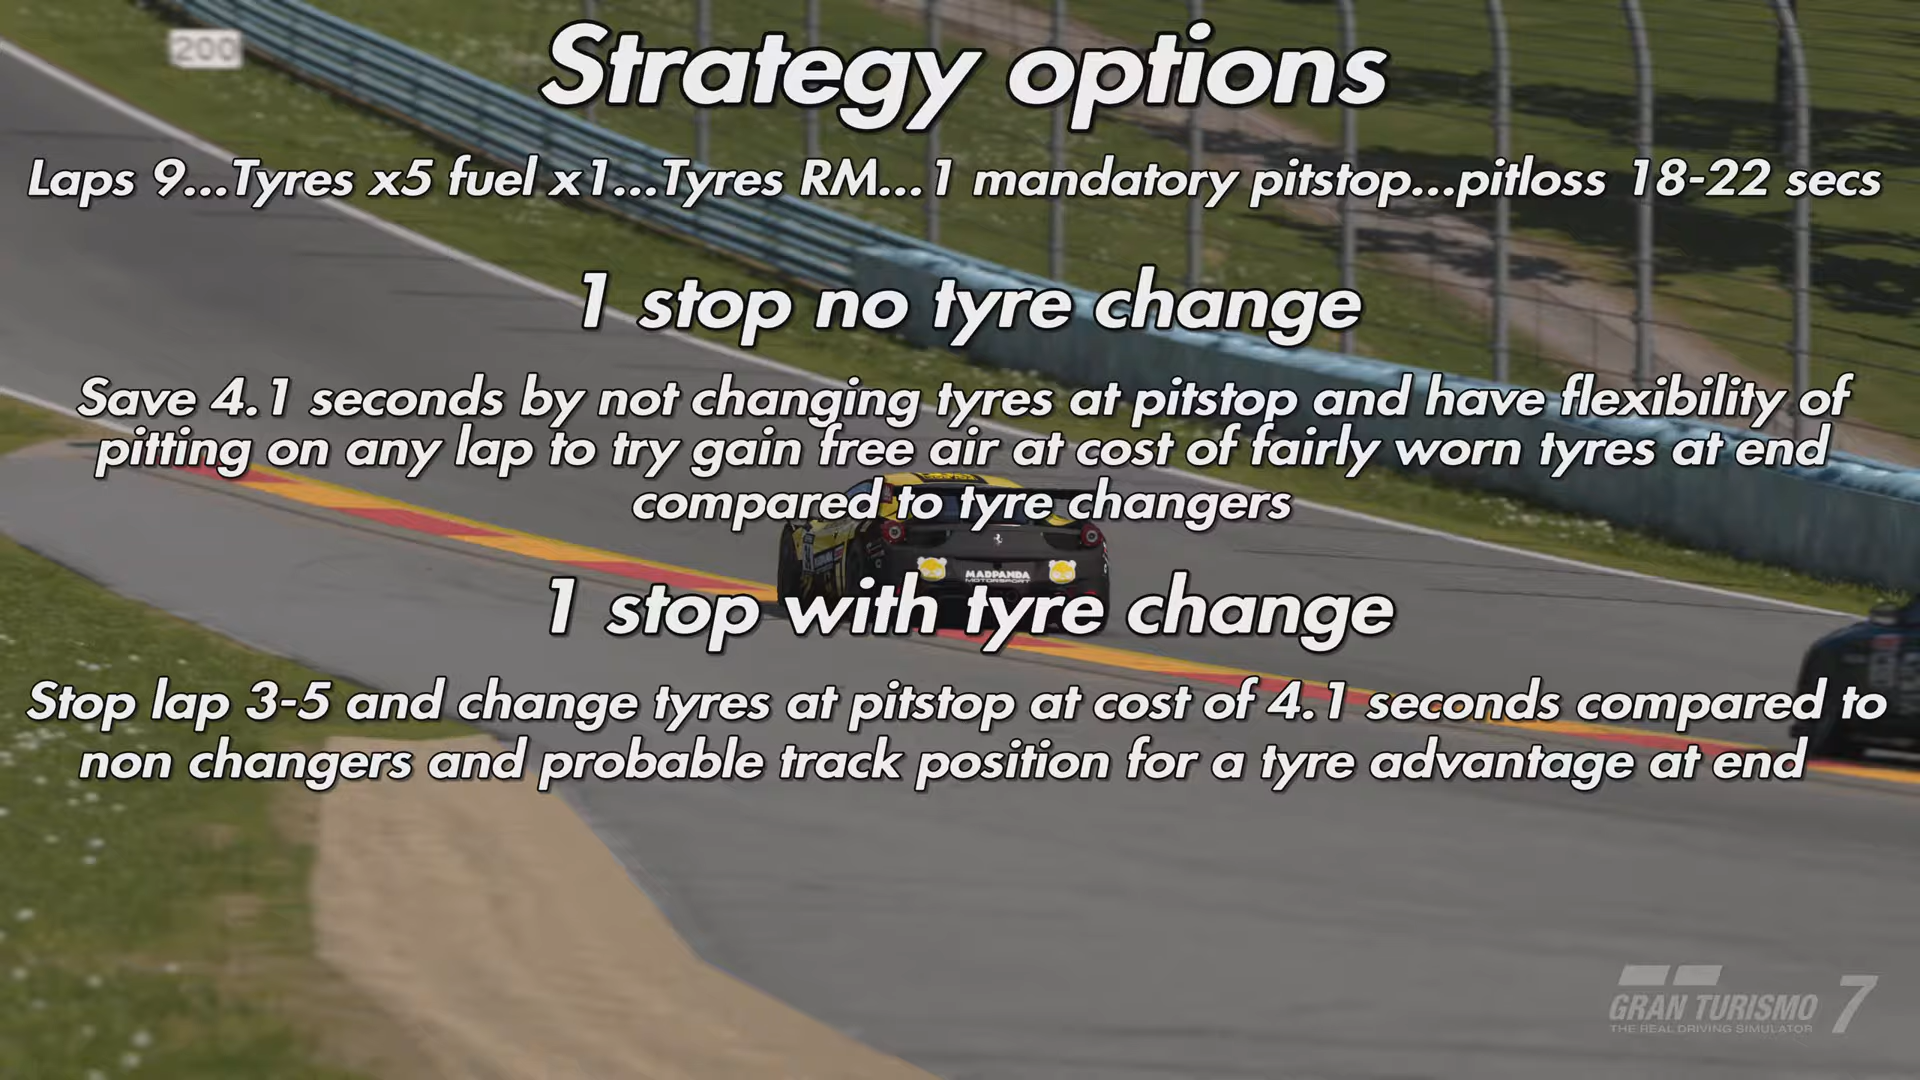 200
Strategy options
Laps 9...Tyres x5 fuel x1...Tyres RM...1 mandatory pitstop...pitloss 18-22 secs
1 stop no tyre change
Save 4.1 seconds by not changing tyres at pitstop and have flexibility of
pitting on any lap to try gain free air at cost of fairly worn tyres at end
compared to tyre changers
MADPANDA
MOTORSPORT
1 stop with tyre change
Stop lap 3-5 and change tyres at pitstop at cost of 4.1 seconds compared to
non changers and probable track position for a tyre advantage at end
GRAN TURISMO 7
THE REAL DRIVING SIMULATOR